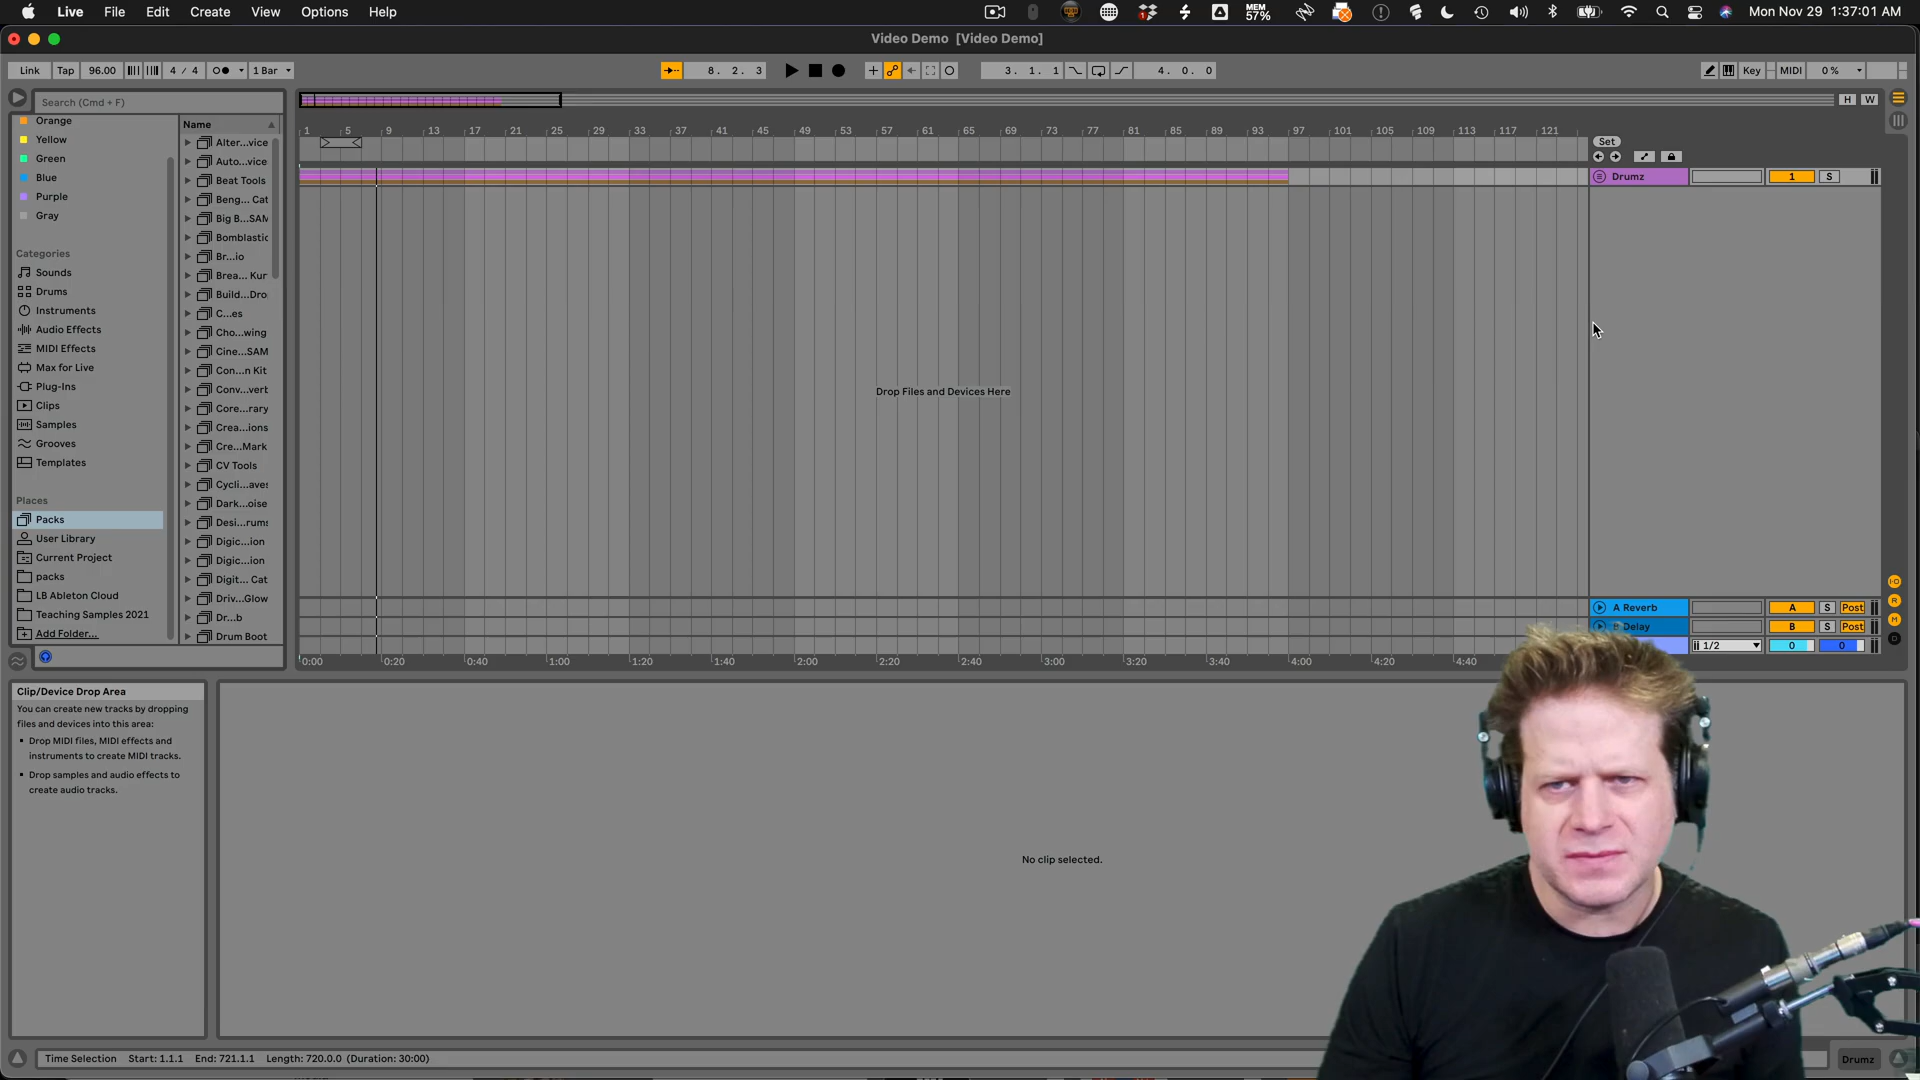 Live File Edit Create View Options Help MEM 57% Mon Nov 29 1:37:01 AM
Video Demo [Video Demo]
Link Tap 96.00 4 / 4 1 Bar 8. 2. 3 3. 1. 1 4. 0. 0 Key MIDI 0 %
Search (Cmd + F)
H W
Orange
Yellow
Green
Blue
Purple
Gray
Categories
Sounds
Drums
Instruments
Audio Effects
MIDI Effects
Max for Live
Plug-Ins
Clips
Samples
Grooves
Templates
Places
Packs
User Library
Current Project
packs
LB Ableton Cloud
Teaching Samples 2021
Add Folder...
Name
Alter...vice
Auto...vice
Beat Tools
Beng... Cat
Big B...SAM
Bomblastic
Br...io
Brea... Kur
Build...Dro
C...es
Cho...wing
Cine...SAM
Con...n Kit
Conv...vert
Core...rary
Crea...ions
Cre...Mark
CV Tools
Cycli...aves
Dark...oise
Desi...rums
Digic...ion
Digic...ion
Digit... Cat
Driv...Glow
Dr...b
Drum Boot
1 5 9 13 17 21 25 29 33 37 41 45 49 53 57 61 65 69 73 77 81 85 89 93 97 101 105 109 113 117 121
Set
Drumz 1 S
Drop Files and Devices Here
A Reverb A S Post
B Delay B S Post
1/2 0 0
I-O
R
M
D
0:00 0:20 0:40 1:00 1:20 1:40 2:00 2:20 2:40 3:00 3:20 3:40 4:00 4:20 4:40
Clip/Device Drop Area
You can create new tracks by dropping
files and devices into this area:
▪ Drop MIDI files, MIDI effects and
instruments to create MIDI tracks.
▪ Drop samples and audio effects to
create audio tracks.
No clip selected.
Time Selection Start: 1.1.1 End: 721.1.1 Length: 720.0.0 (Duration: 30:00)
Drumz